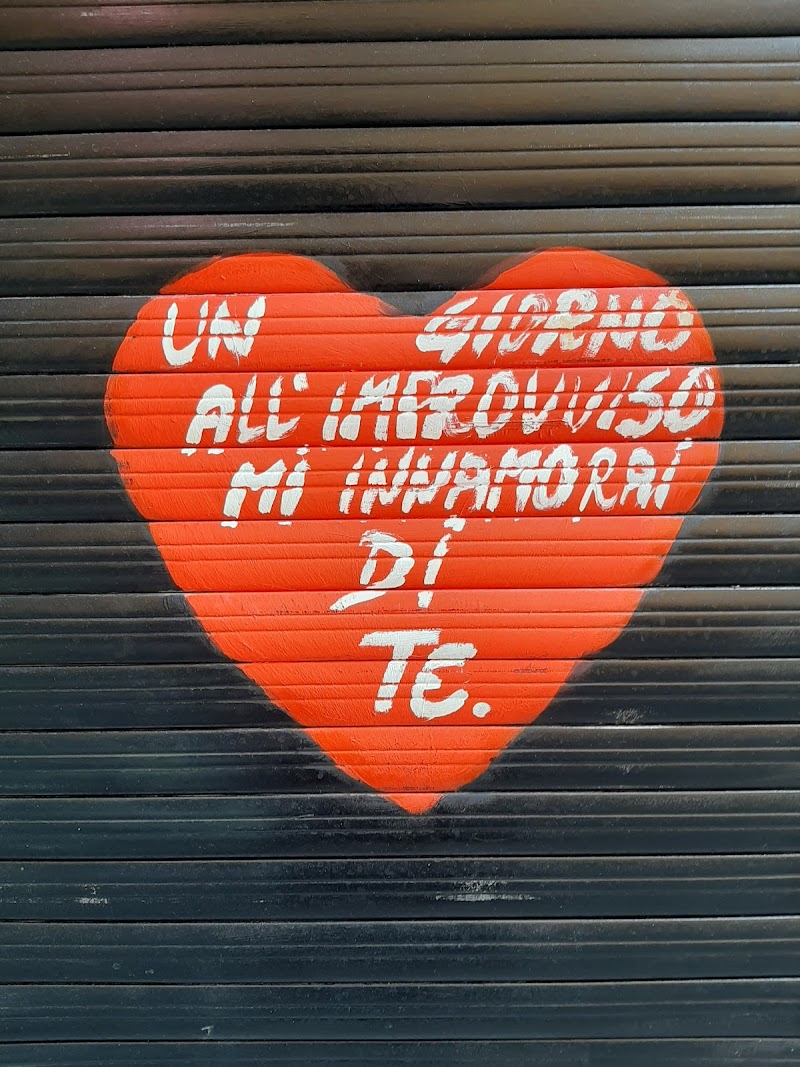 UN GIORNO
ALL' IMPROVVISO
MI INNAMORAI
DI
TE.